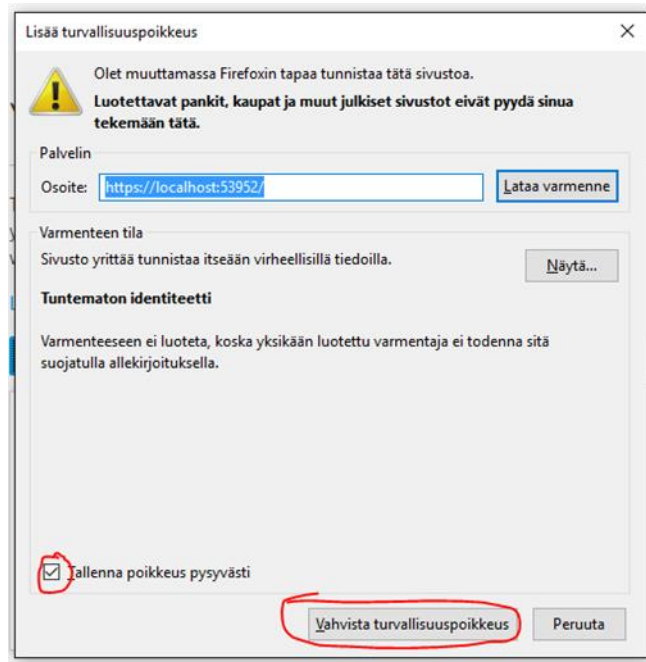 Lisää turvallisuuspoikkeus
Olet muuttamassa Firefoxin tapaa tunnistaa tätä sivustoa.
Luotettavat pankit, kaupat ja muut julkiset sivustot eivät pyydä sinua
tekemään tätä.
Palvelin
Osoite: https://localhost:53952/ Lataa varmenne
Varmenteen tila
Sivusto yrittää tunnistaa itseään virheellisillä tiedoilla. Näytä...
Tuntematon identiteetti
Varmenteeseen ei luoteta, koska yksikään luotettu varmentaja ei todenna sitä
suojatulla allekirjoituksella.
Tallenna poikkeus pysyvästi
Vahvista turvallisuuspoikkeus Peruuta